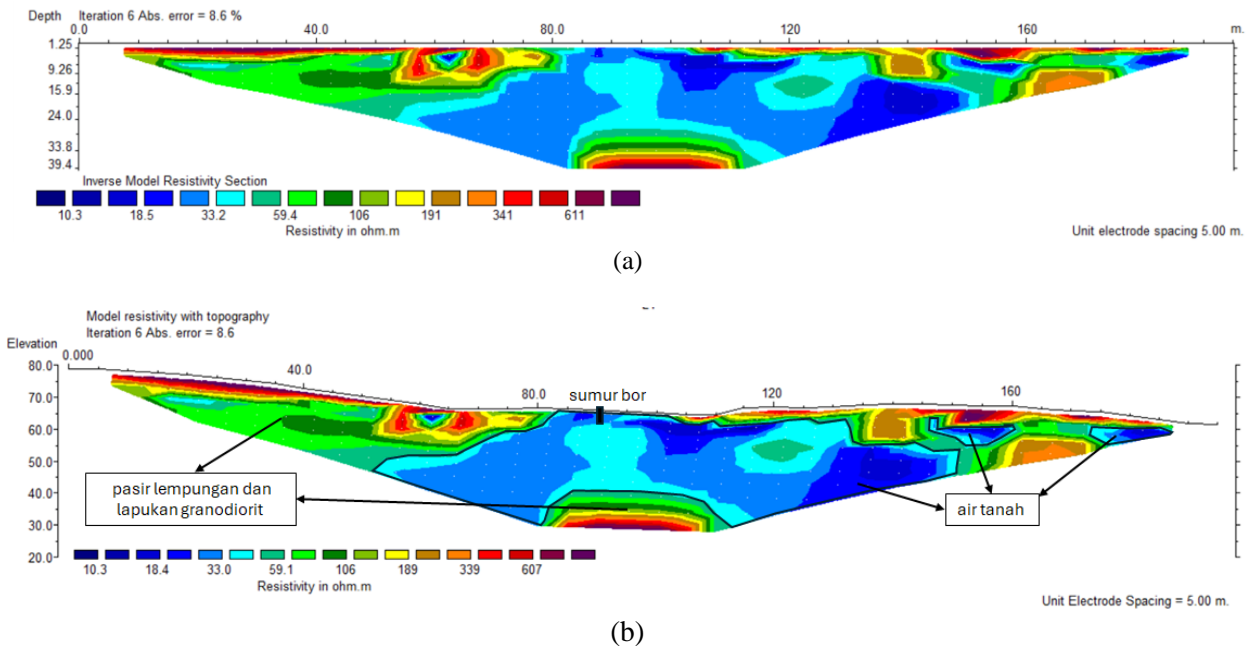 Depth Iteration 6 Abs. error = 8.6 %
0.0 40.0 80.0 120 160 m.
1.25
9.26
15.9
24.0
33.8
39.4
Inverse Model Resistivity Section
10.3 18.5 33.2 59.4 106 191 341 611
Resistivity in ohm.m
Unit electrode spacing 5.00 m.
(a)
Model resistivity with topography
Iteration 6 Abs. error = 8.6
Elevation
0.000
80.0
40.0
70.0
80.0
sumur bor
120
160
60.0
50.0
40.0
30.0
20.0
pasir lempungan dan
lapukan granodiorit
air tanah
10.3 18.4 33.0 59.1 106 189 339 607
Resistivity in ohm.m
Unit Electrode Spacing = 5.00 m.
(b)